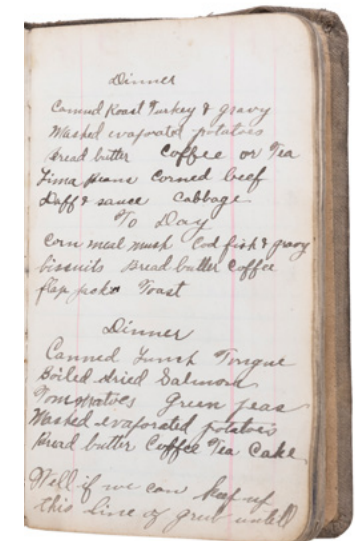 Dinner
Canned Roast Turkey & gravy
Mashed evaporated potatoes
Bread butter Coffee or Tea
Lima Beans Corned beef
Duff & sauce Cabbage
To Day
Corn meal mush Cod fish & gravy
biscuits Bread butter Coffee
flap jacks Toast
Dinner
Canned Lunch Tongue
Boiled dried Salmon
Tommatoes Green peas
Mashed evaporated potatoes
Bread butter Coffee Tea Cake
Well if we can keep up
this line of grub untill